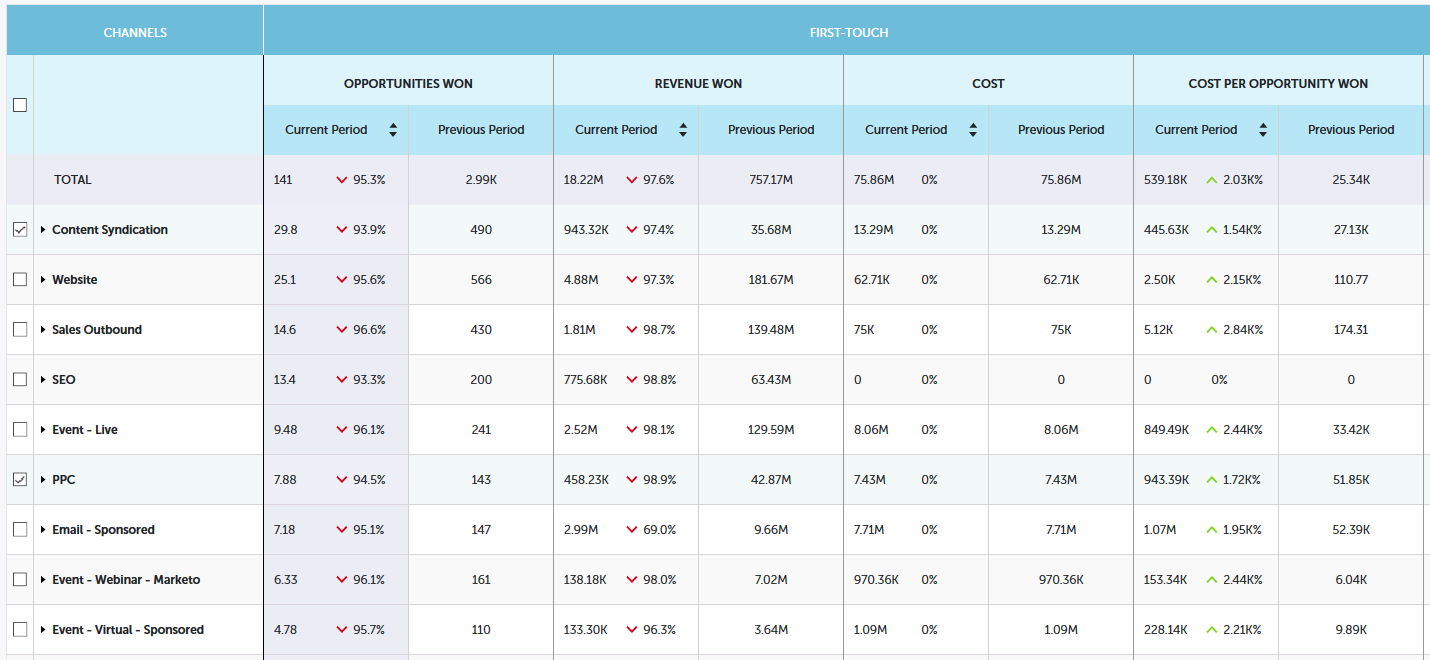 CHANNELS FIRST-TOUCH
OPPORTUNITIES WON REVENUE WON COST COST PER OPPORTUNITY WON
Current Period Previous Period Current Period Previous Period Current Period Previous Period Current Period Previous Period
TOTAL 141 95.3% 2.99K 18.22M 97.6% 757.17M 75.86M 0% 75.86M 539.18K 2.03K% 25.34K
Content Syndication 29.8 93.9% 490 943.32K 97.4% 35.68M 13.29M 0% 13.29M 445.63K 1.54K% 27.13K
Website 25.1 95.6% 566 4.88M 97.3% 181.67M 62.71K 0% 62.71K 2.50K 2.15K% 110.77
Sales Outbound 14.6 96.6% 430 1.81M 98.7% 139.48M 75K 0% 75K 5.12K 2.84K% 174.31
SEO 13.4 93.3% 200 775.68K 98.8% 63.43M 0 0% 0 0 0% 0
Event - Live 9.48 96.1% 241 2.52M 98.1% 129.59M 8.06M 0% 8.06M 849.49K 2.44K% 33.42K
PPC 7.88 94.5% 143 458.23K 98.9% 42.87M 7.43M 0% 7.43M 943.39K 1.72K% 51.85K
Email - Sponsored 7.18 95.1% 147 2.99M 69.0% 9.66M 7.71M 0% 7.71M 1.07M 1.95K% 52.39K
Event - Webinar - Marketo 6.33 96.1% 161 138.18K 98.0% 7.02M 970.36K 0% 970.36K 153.34K 2.44K% 6.04K
Event - Virtual - Sponsored 4.78 95.7% 110 133.30K 96.3% 3.64M 1.09M 0% 1.09M 228.14K 2.21K% 9.89K